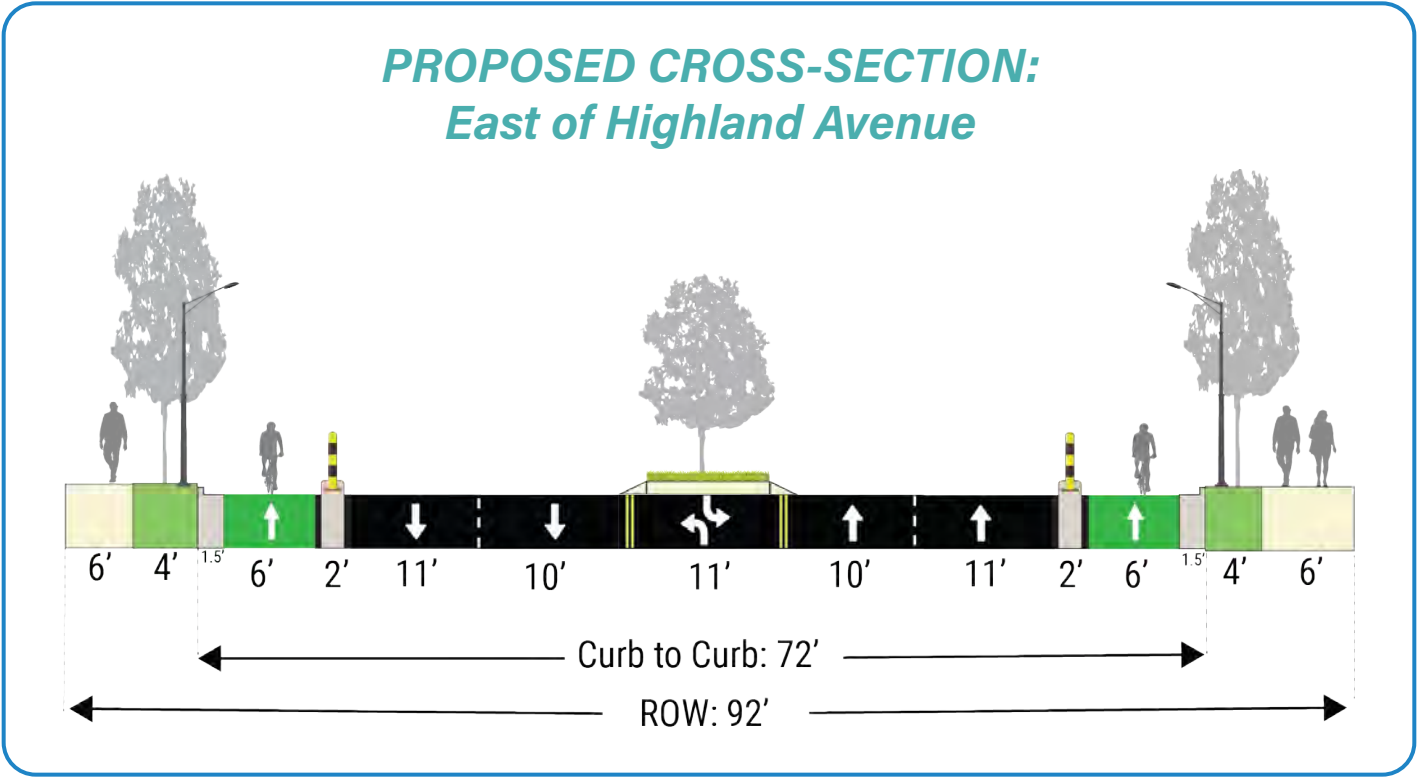 PROPOSED CROSS-SECTION:
East of Highland Avenue
6’ 4’ 1.5’ 6’ 2’ 11’ 10’ 11’ 10’ 11’ 2’ 6’ 1.5’ 4’ 6’
Curb to Curb: 72’
ROW: 92’